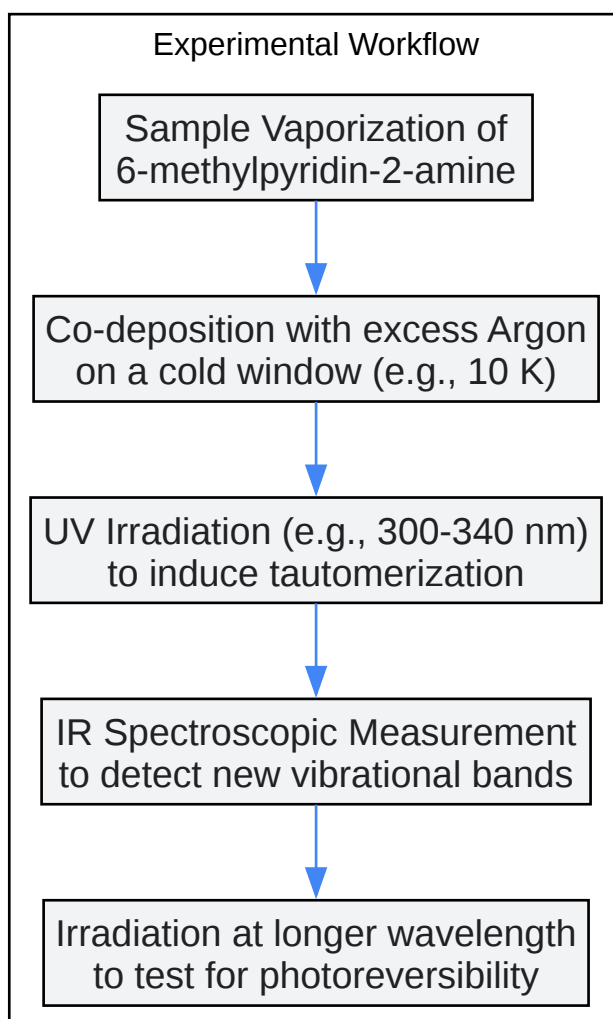 Experimental Workflow
Sample Vaporization of
6-methylpyridin-2-amine
Co-deposition with excess Argon
on a cold window (e.g., 10 K)
UV Irradiation (e.g., 300-340 nm)
to induce tautomerization
IR Spectroscopic Measurement
to detect new vibrational bands
Irradiation at longer wavelength
to test for photoreversibility